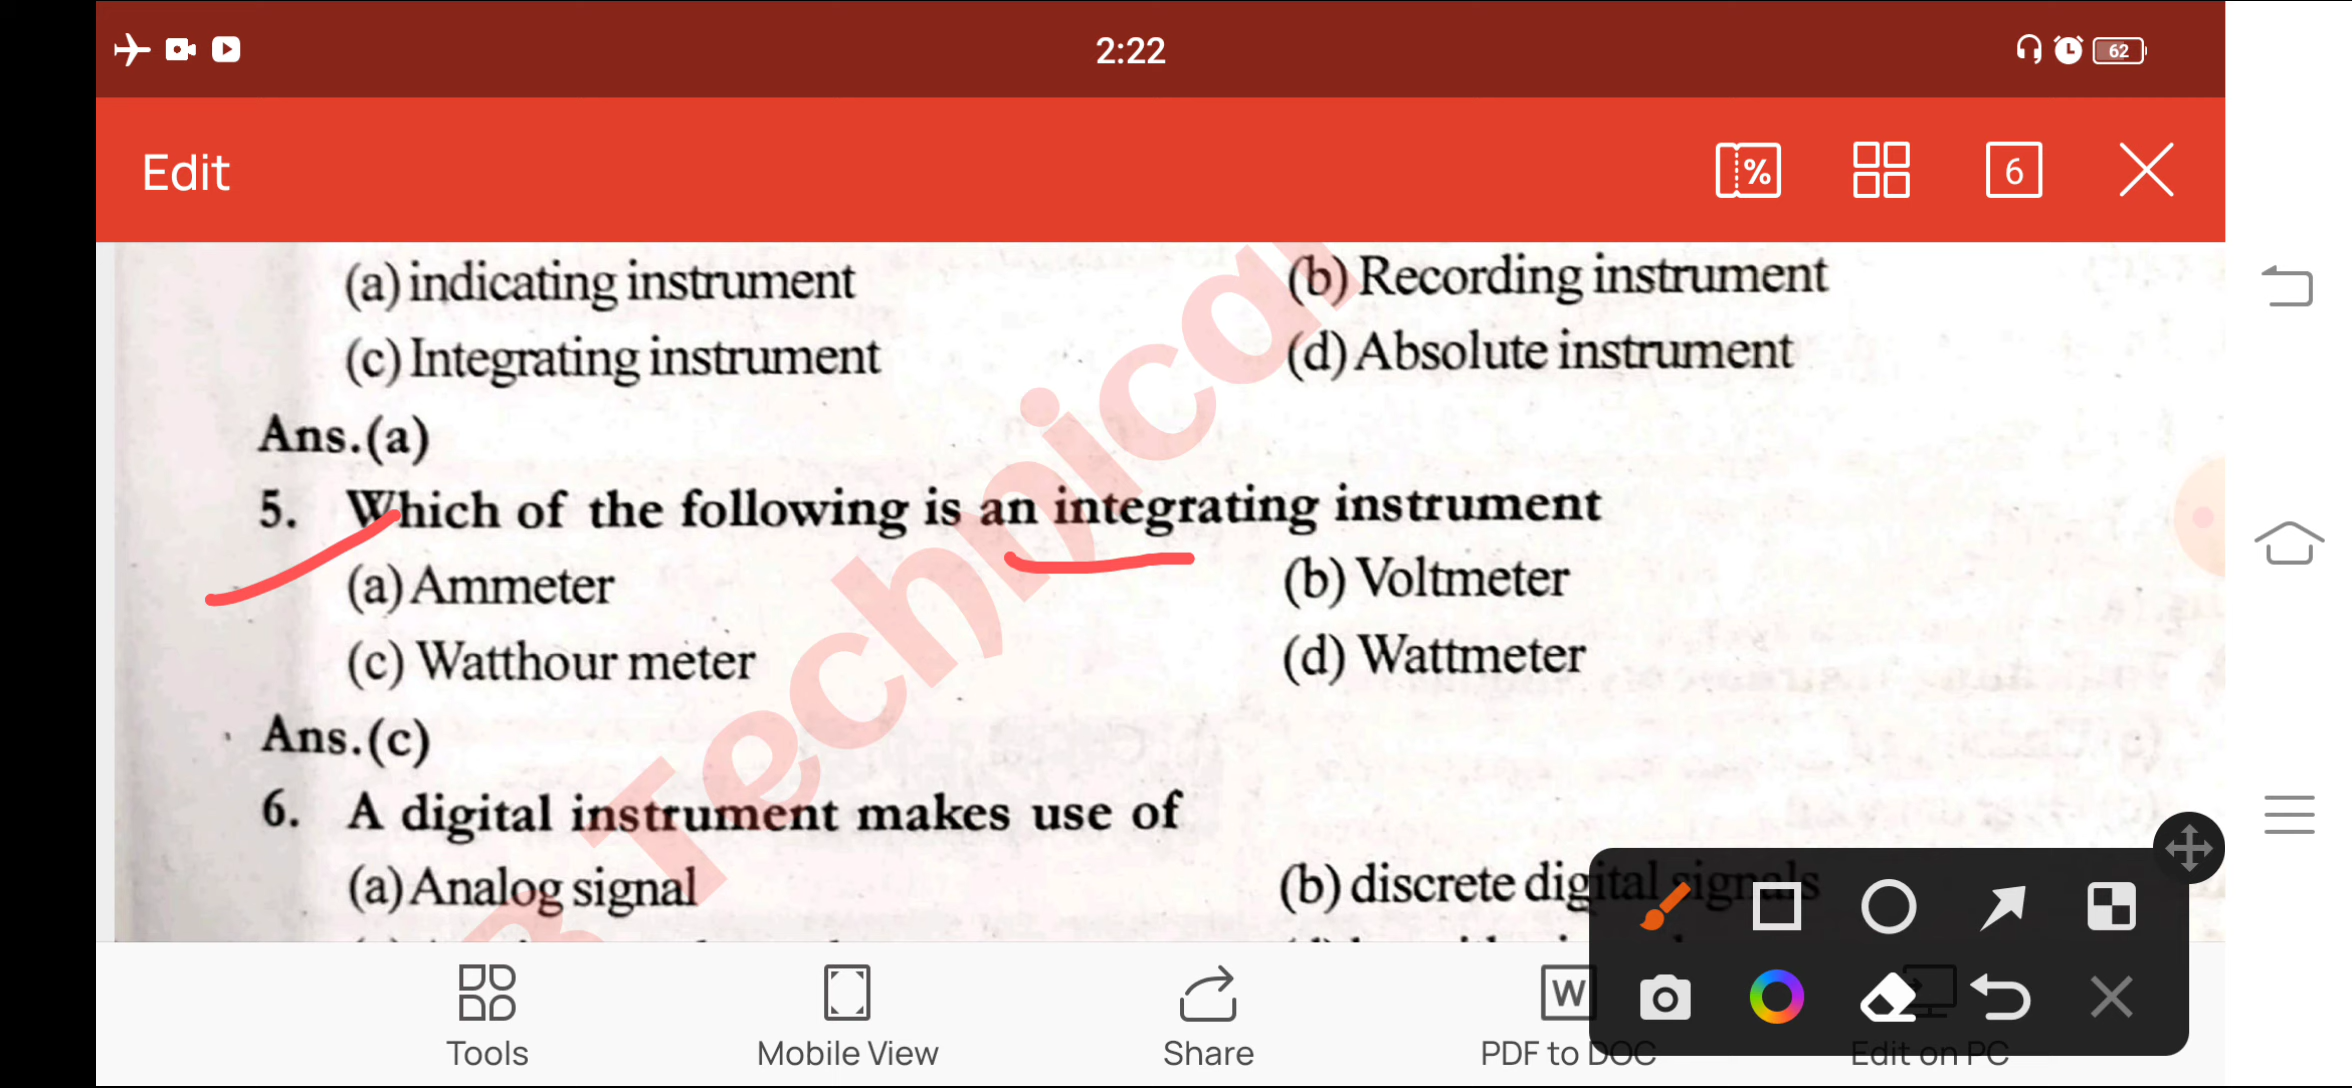 2:22
62
Edit
%
6
(a) indicating instrument (b) Recording instrument
(c) Integrating instrument (d) Absolute instrument
Ans.(a)
5. Which of the following is an integrating instrument
(a) Ammeter (b) Voltmeter
(c) Watthour meter (d) Wattmeter
Ans.(c)
6. A digital instrument makes use of
(a) Analog signal (b) discrete digital signals
Technical
Tools Mobile View Share PDF to DOC Edit on PC
W